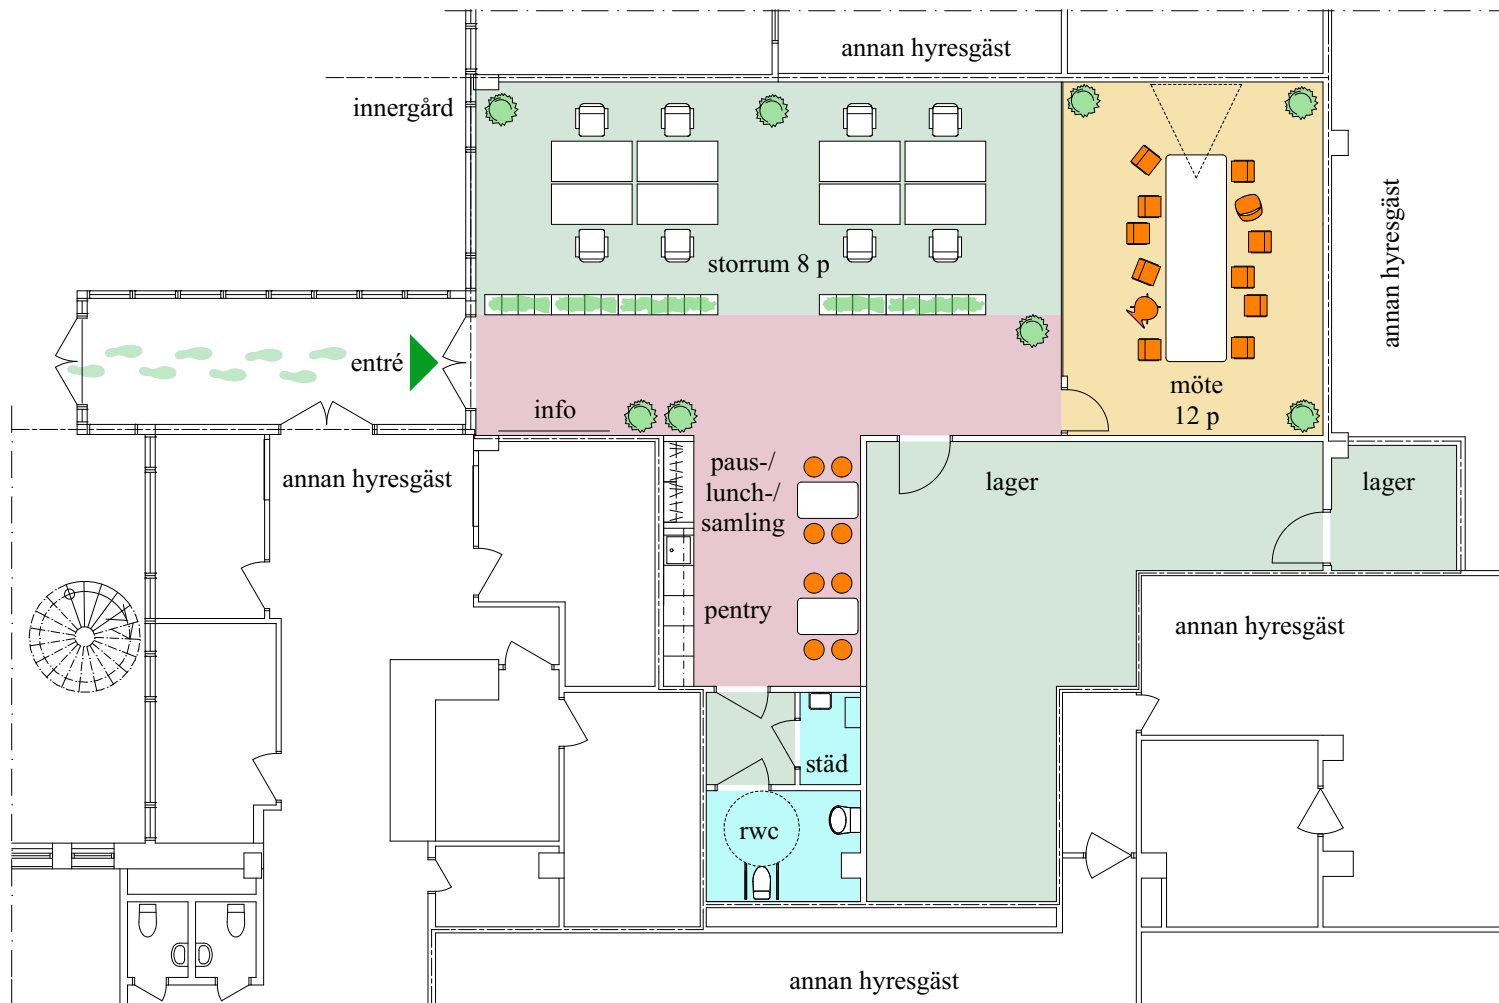 annan hyresgäst
innergård
annan hyresgäst
storrum 8 p
entré
möte
12 p
info
paus-/
lunch-/
samling
annan hyresgäst
lager
lager
pentry
annan hyresgäst
städ
rwc
annan hyresgäst